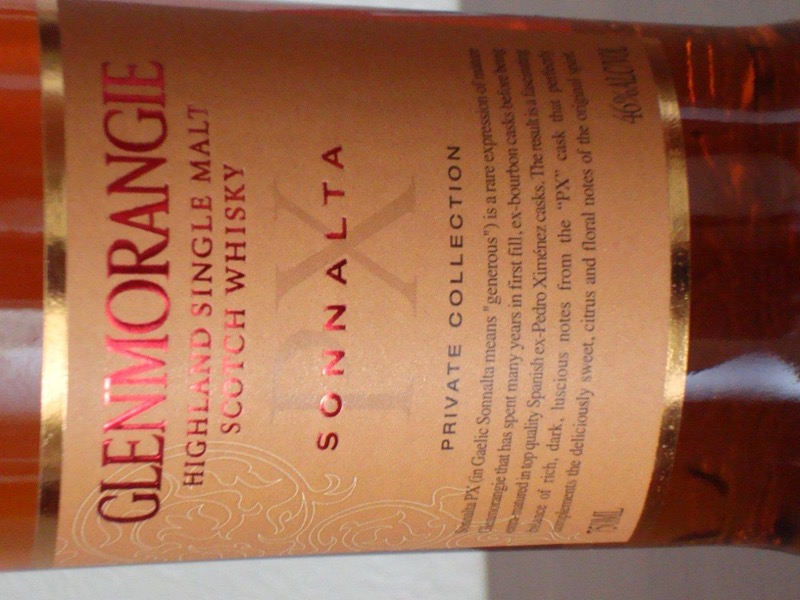 GLENMORANGIE
HIGHLAND SINGLE MALT
SCOTCH WHISKY
PX
SONNALTA
PRIVATE COLLECTION
PX (in Gaelic Sonnalta means "generous") is a rare expression of mature
Glenmorangie that has spent many years in first fill, ex-bourbon casks before being
extra-matured in top quality Spanish ex-Pedro Ximénez casks. The result is a fascinating
balance of rich, dark, luscious notes from the "PX" cask that perfectly
complements the deliciously sweet, citrus and floral notes of the original spirit.
750ML 46%ALC/VOL